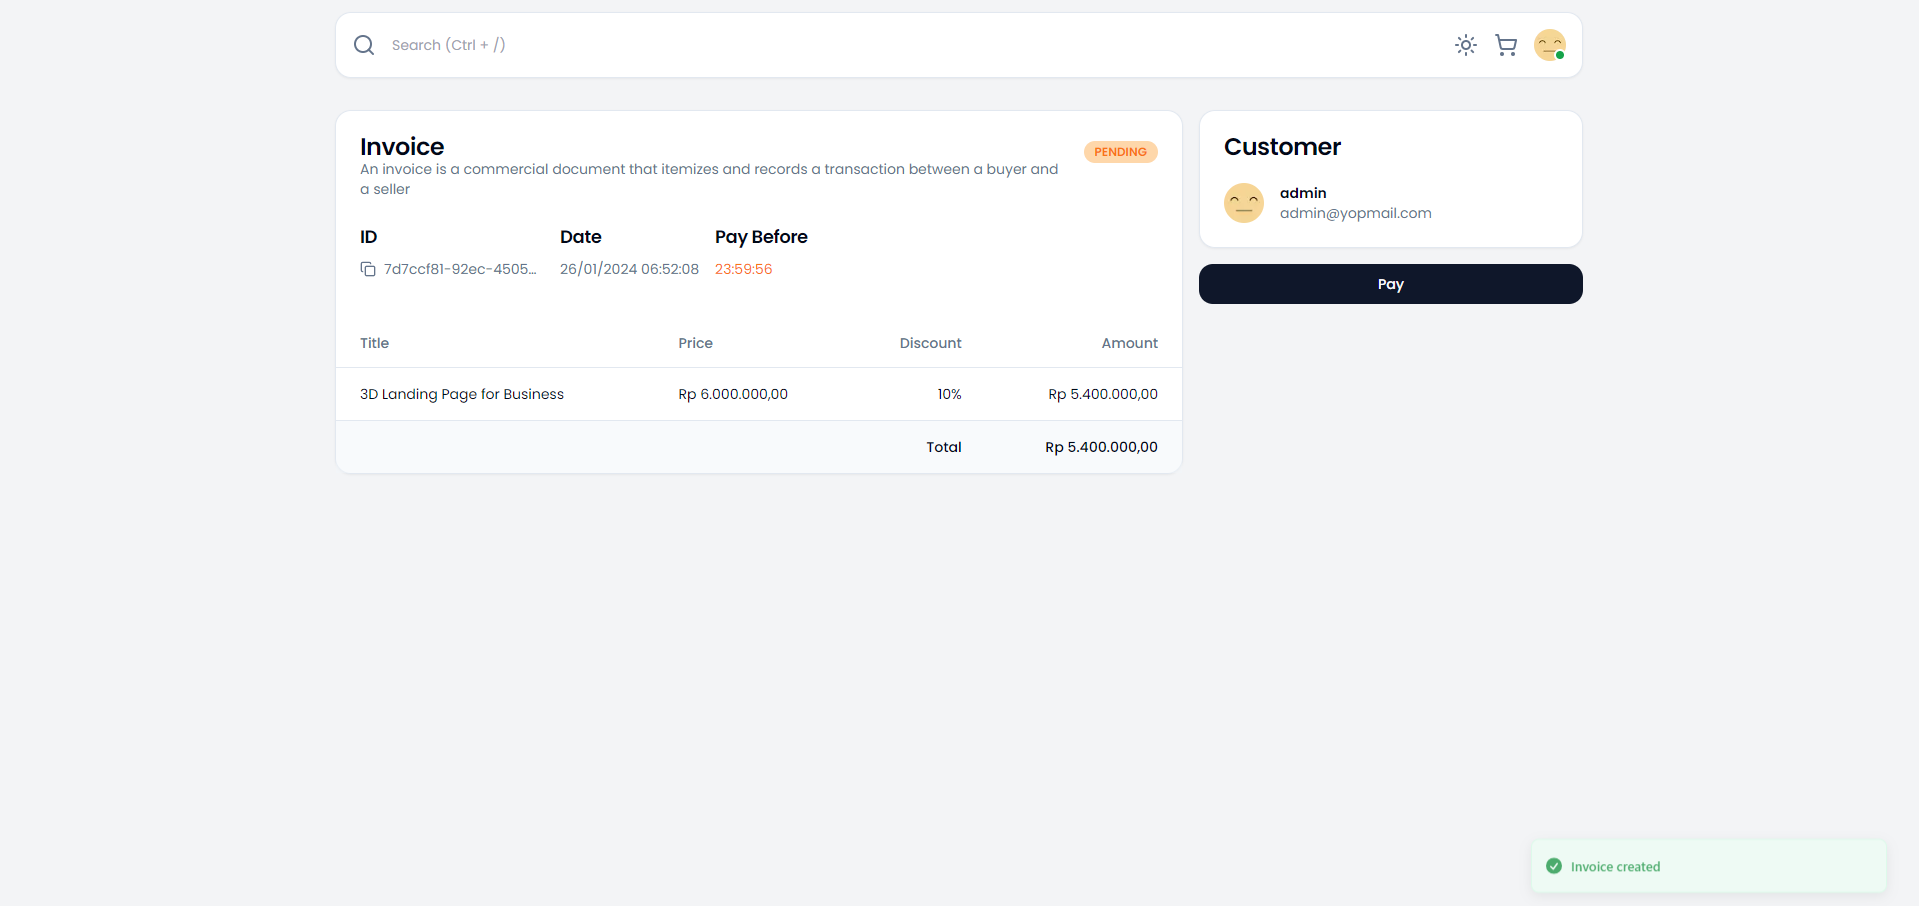 Search (Ctrl + /)
Invoice
PENDING
An invoice is a commercial document that itemizes and records a transaction between a buyer and
a seller
ID Date Pay Before
7d7ccf81-92ec-4505... 26/01/2024 06:52:08 23:59:56
Title Price Discount Amount
3D Landing Page for Business Rp 6.000.000,00 10% Rp 5.400.000,00
Total Rp 5.400.000,00
Customer
admin
admin@yopmail.com
Pay
Invoice created